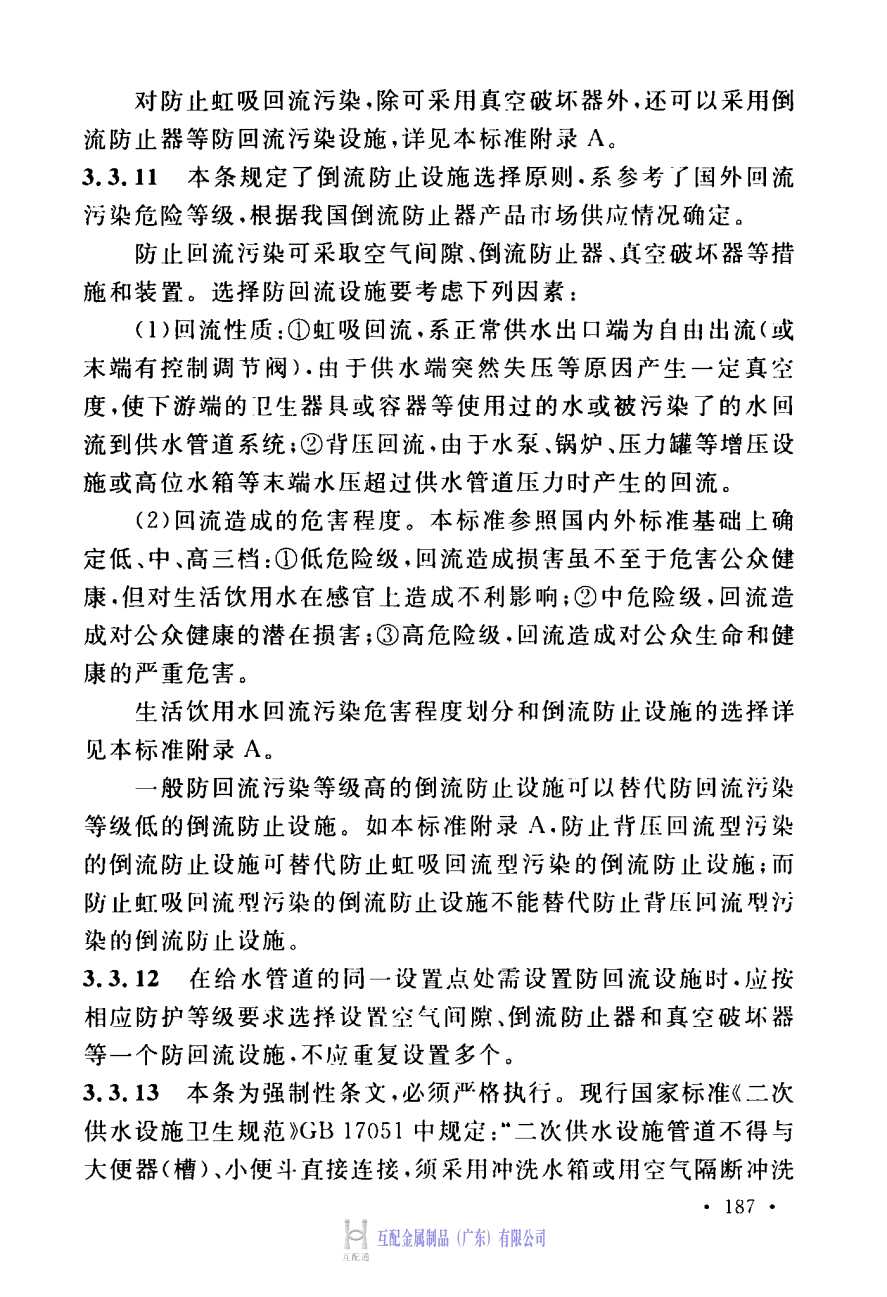 对防止虹吸回流污染,除可采用真空破坏器外,还可以采用倒
流防止器等防回流污染设施,详见本标准附录 A。
3.3.11 本条规定了倒流防止设施选择原则,系参考了国外回流
污染危险等级,根据我国倒流防止器产品市场供应情况确定。
防止回流污染可采取空气间隙、倒流防止器、真空破坏器等措
施和装置。选择防回流设施要考虑下列因素:
(1)回流性质:①虹吸回流,系正常供水出口端为自由出流(或
末端有控制调节阀),由于供水端突然失压等原因产生一定真空
度,使下游端的卫生器具或容器等使用过的水或被污染了的水回
流到供水管道系统;②背压回流,由于水泵、锅炉、压力罐等增压设
施或高位水箱等末端水压超过供水管道压力时产生的回流。
(2)回流造成的危害程度。本标准参照国内外标准基础上确
定低、中、高三档:①低危险级,回流造成损害虽不至于危害公众健
康,但对生活饮用水在感官上造成不利影响;②中危险级,回流造
成对公众健康的潜在损害;③高危险级,回流造成对公众生命和健
康的严重危害。
生活饮用水回流污染危害程度划分和倒流防止设施的选择详
见本标准附录 A。
一般防回流污染等级高的倒流防止设施可以替代防回流污染
等级低的倒流防止设施。如本标准附录 A,防止背压回流型污染
的倒流防止设施可替代防止虹吸回流型污染的倒流防止设施;而
防止虹吸回流型污染的倒流防止设施不能替代防止背压回流型污
染的倒流防止设施。
3.3.12 在给水管道的同一设置点处需设置防回流设施时,应按
相应防护等级要求选择设置空气间隙、倒流防止器和真空破坏器
等一个防回流设施,不应重复设置多个。
3.3.13 本条为强制性条文,必须严格执行。现行国家标准《二次
供水设施卫生规范》GB 17051 中规定:“二次供水设施管道不得与
大便器(槽)、小便斗直接连接,须采用冲洗水箱或用空气隔断冲洗
• 187 •
互配金属制品(广东)有限公司
互配通